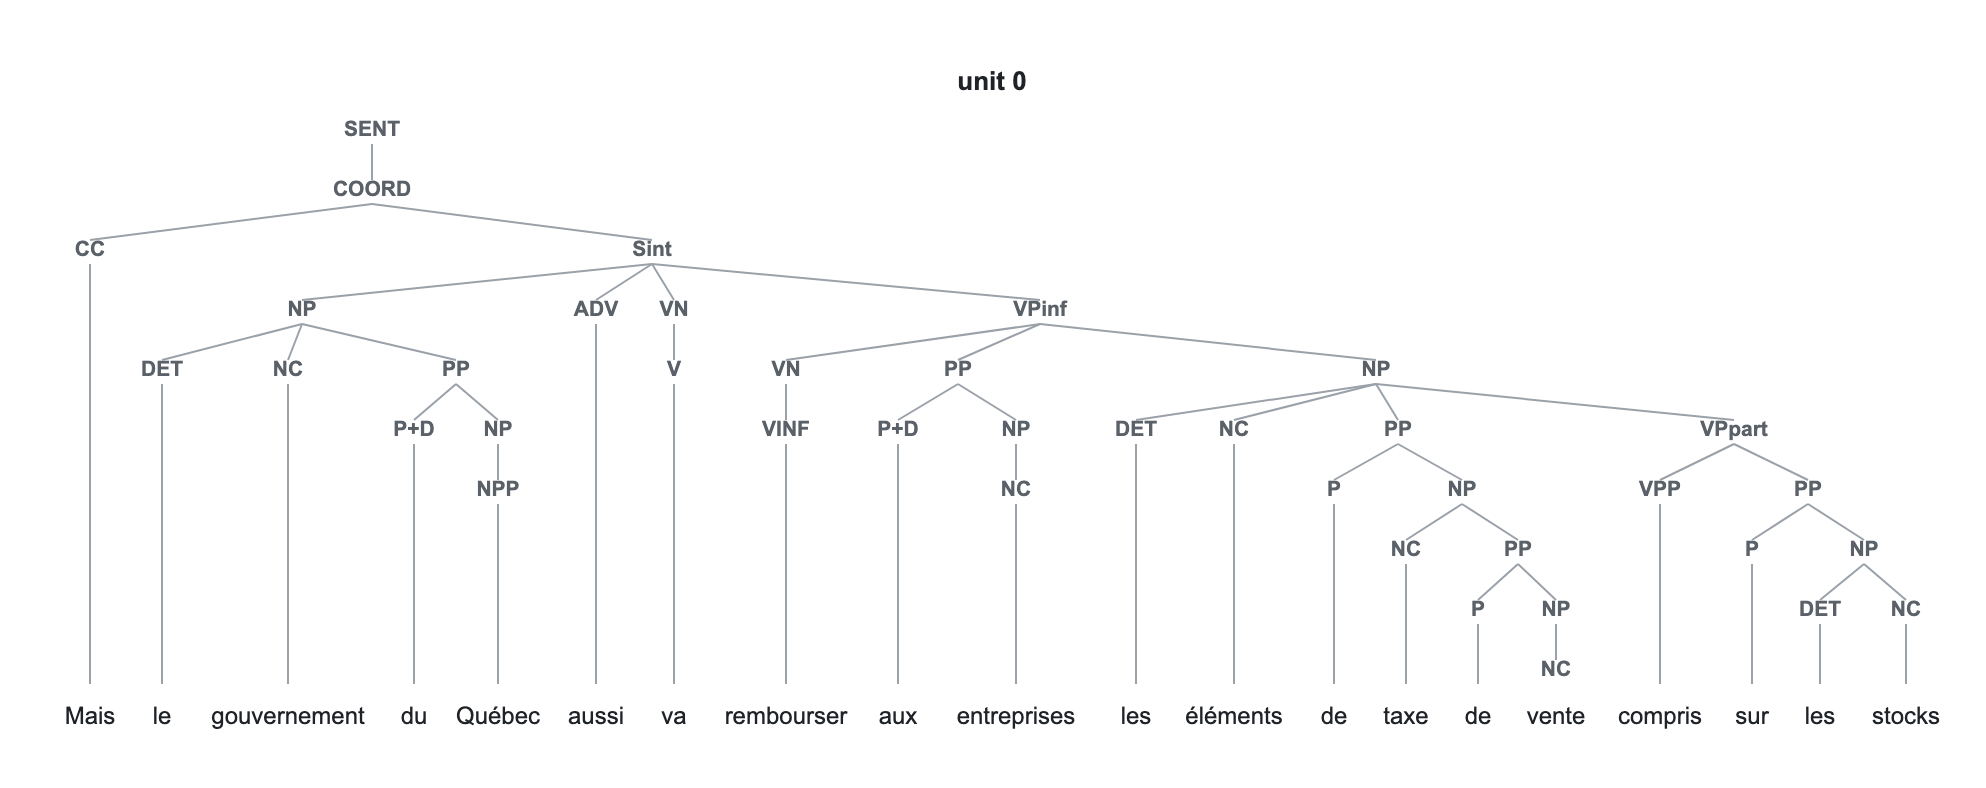 unit 0
SENT
COORD
CC Sint
NP ADV VN VPinf
DET NC PP V VN PP NP
P+D NP VINF P+D NP DET NC PP VPpart
NPP NC P NP VPP PP
NC PP P NP
P NP DET NC
NC
Mais le gouvernement du Québec aussi va rembourser aux entreprises les éléments de taxe de vente compris sur les stocks